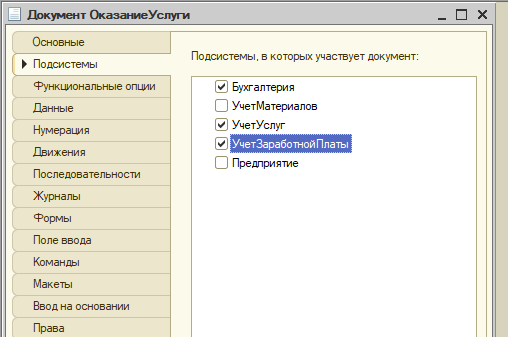 Документ ОказаниеУслуги
Основные
Подсистемы
Функциональные опции
Данные
Нумерация
Движения
Последовательности
Журналы
Формы
Поле ввода
Команды
Макеты
Ввод на основании
Права
Подсистемы, в которых участвует документ:
Бухгалтерия
УчетМатериалов
УчетУслуг
УчетЗаработнойПлаты
Предприятие